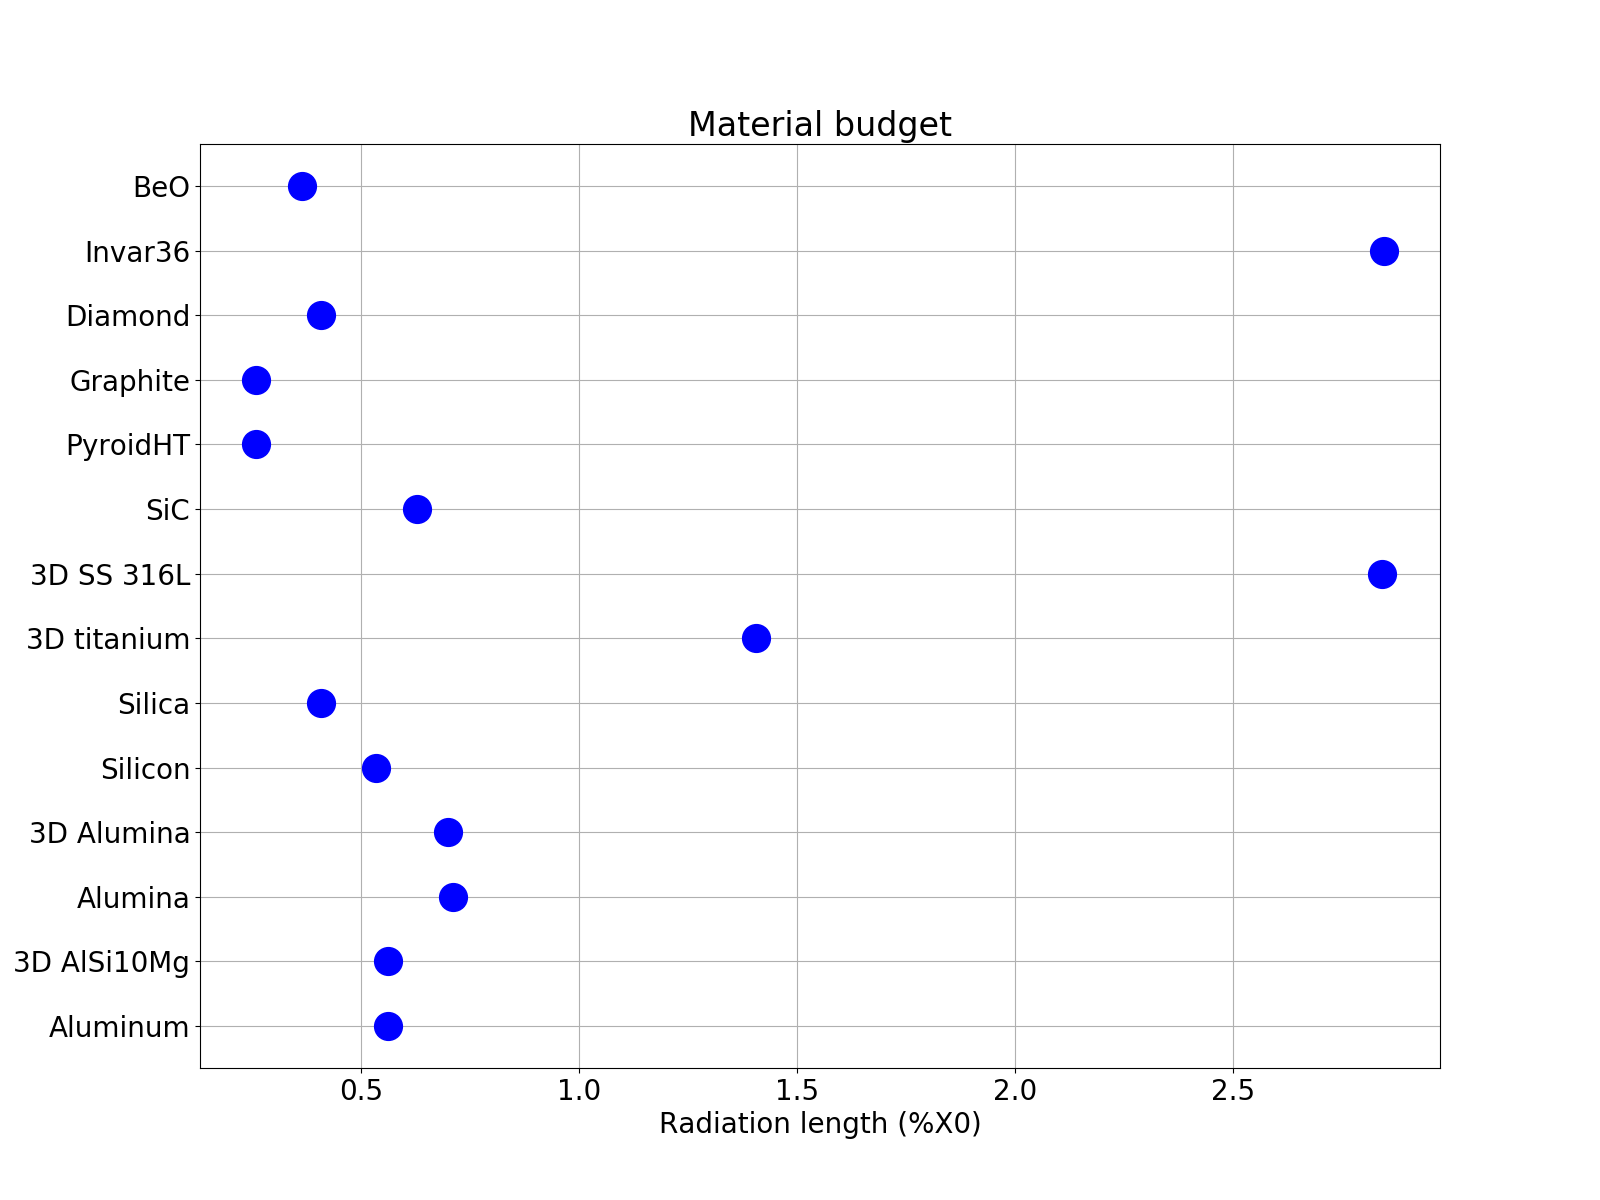 Material budget
BeO
Invar36
Diamond
Graphite
PyroidHT
SiC
3D SS 316L
3D titanium
Silica
Silicon
3D Alumina
Alumina
3D AlSi10Mg
Aluminum
0.5 1.0 1.5 2.0 2.5
Radiation length (%X0)